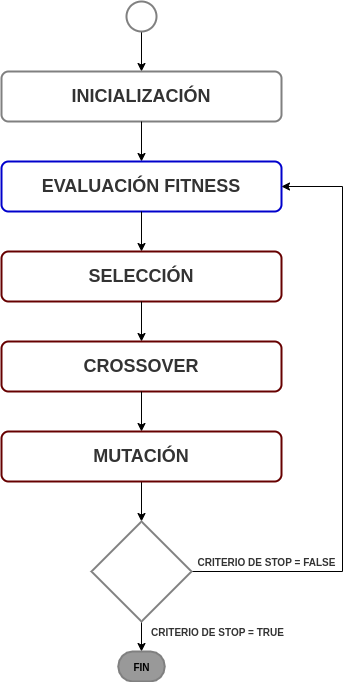 INICIALIZACIÓN
EVALUACIÓN FITNESS
SELECCIÓN
CROSSOVER
MUTACIÓN
CRITERIO DE STOP = FALSE
CRITERIO DE STOP = TRUE
FIN